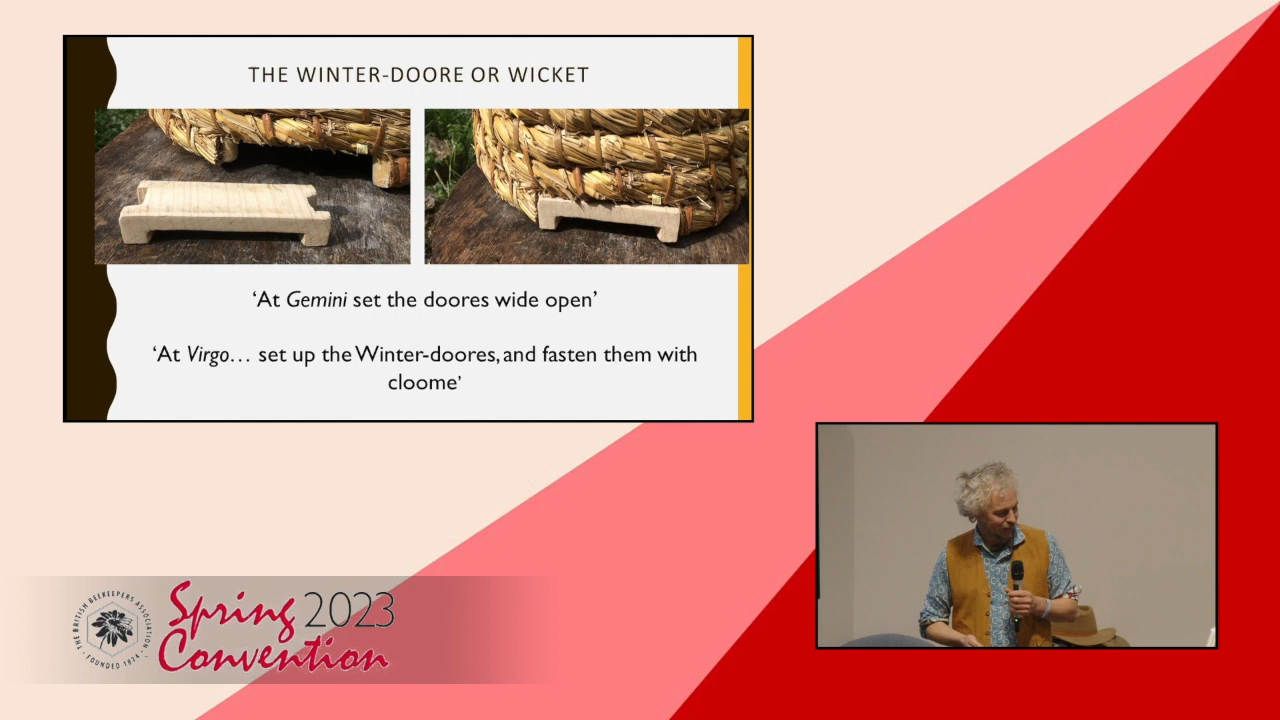 THE WINTER-DOORE OR WICKET
‘At Gemini set the doores wide open’
‘At Virgo… set up the Winter-doores, and fasten them with
cloome’
THE BRITISH BEEKEEPERS ASSOCIATION
· FOUNDED 1874 ·
Spring 2023
Convention